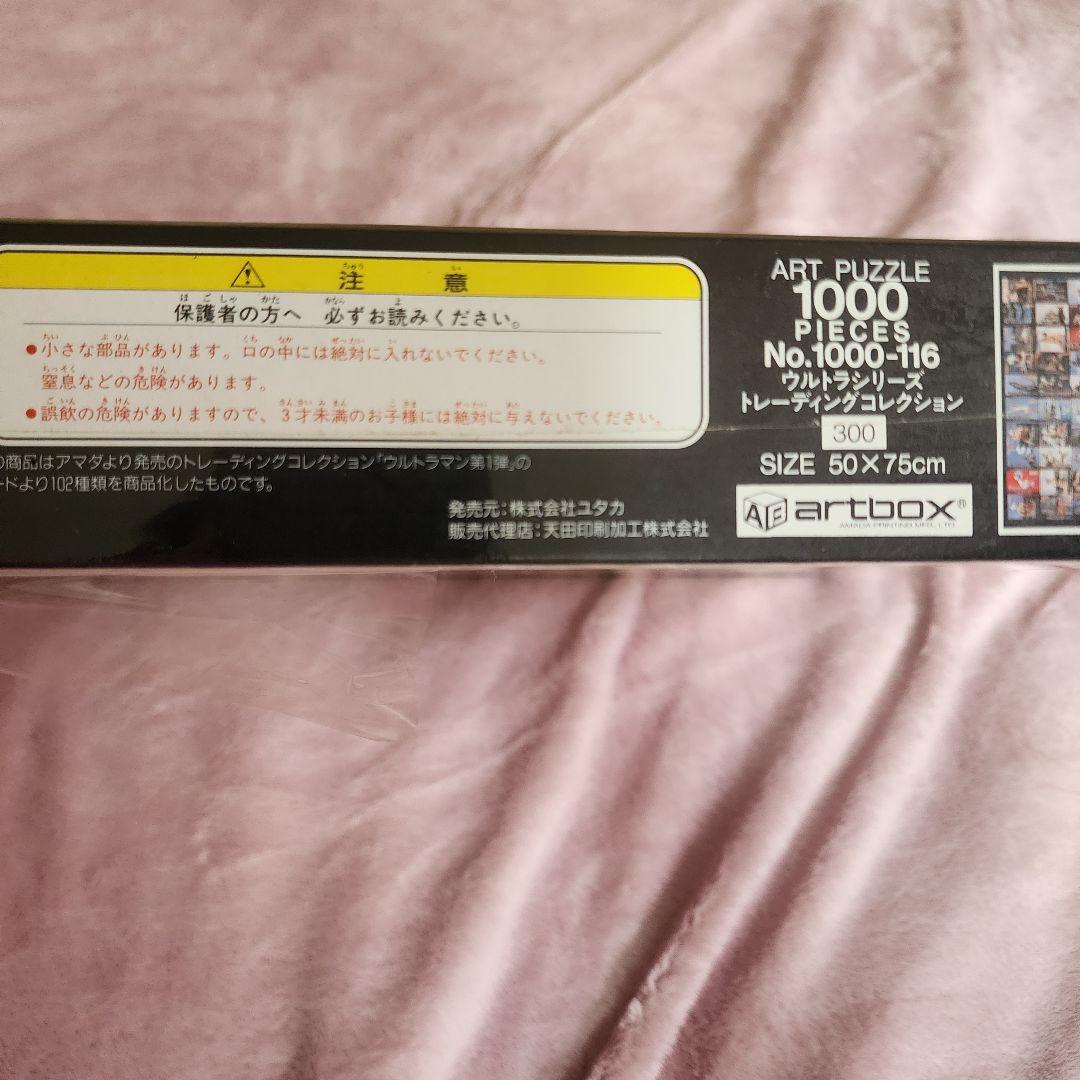 注意
保護者の方へ 必ずお読みください。
●小さな部品があります。口の中には絶対に入れないでください。
窒息などの危険があります。
●誤飲の危険がありますので、3才未満のお子様には絶対に与えないでください。
の商品はアマダより発売のトレーディングコレクション「ウルトラマン第1弾」の
ードより102種類を商品化したものです。
発売元:株式会社ユタカ
販売代理店:天田印刷加工株式会社
ART PUZZLE
1000
PIECES
No.1000-116
ウルトラシリーズ
トレーディングコレクション
300
SIZE 50×75cm
artbox®
AMADA PRINTING MFG., LTD.